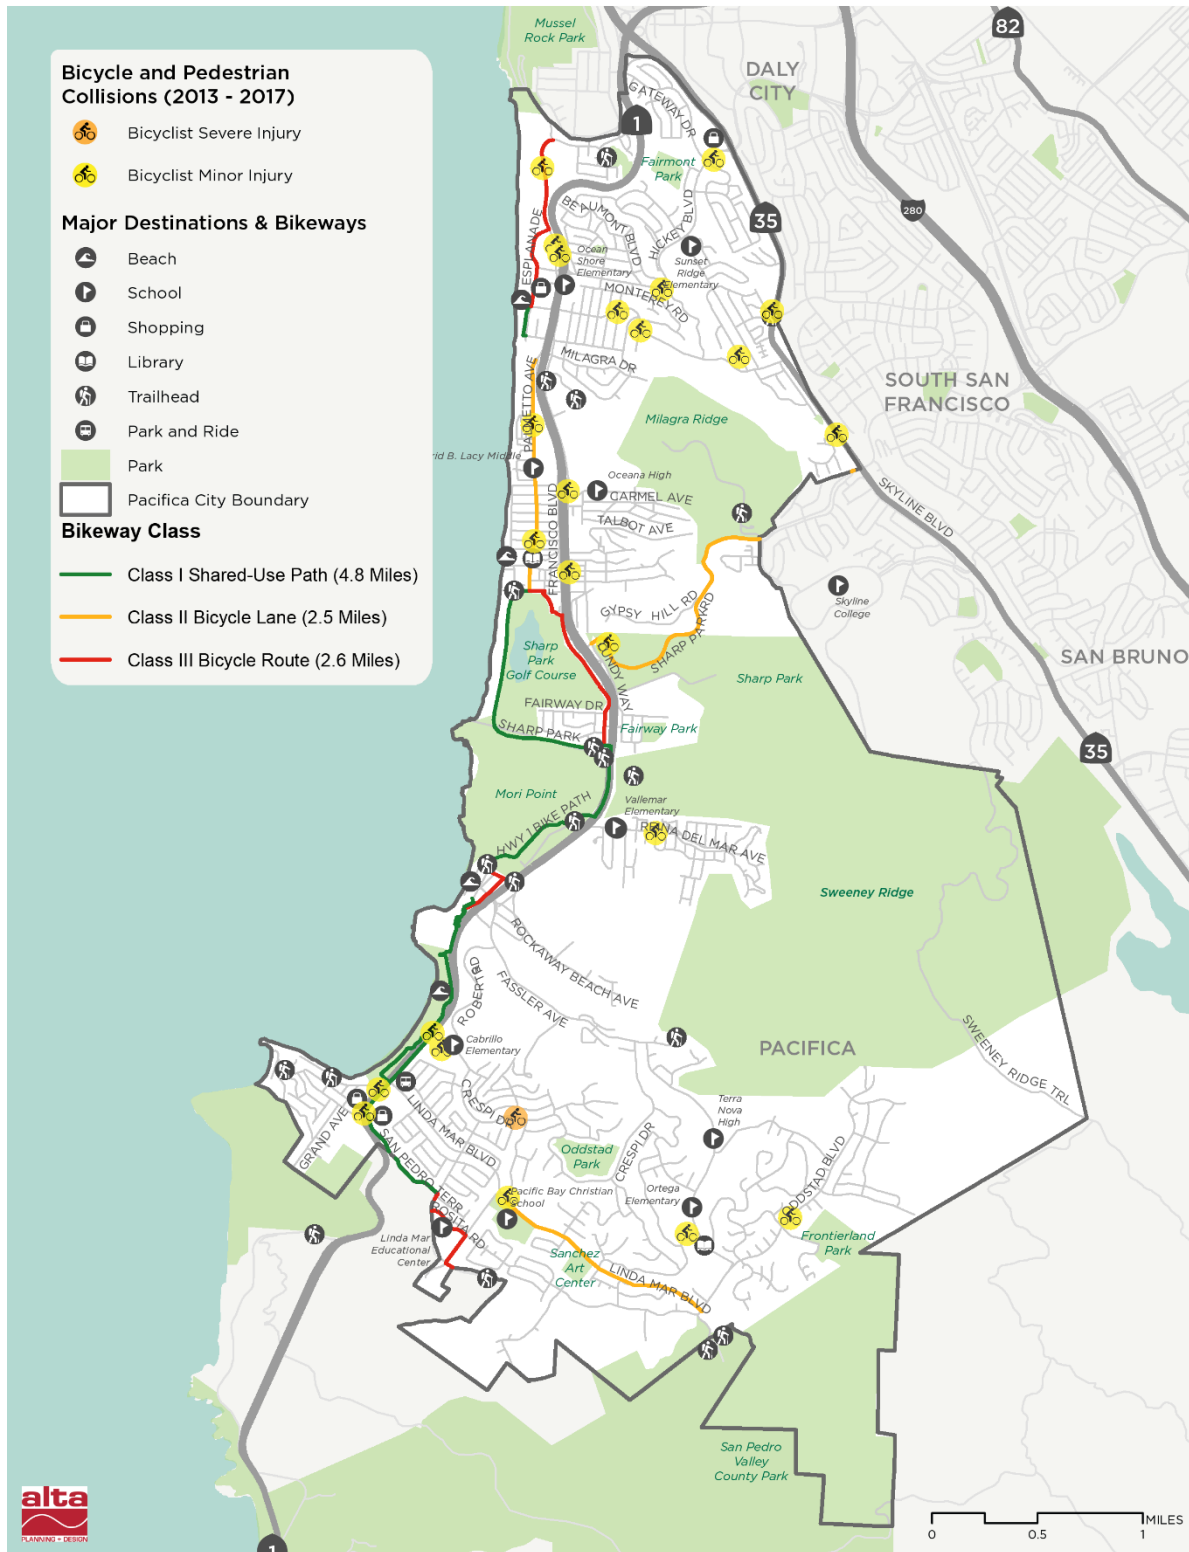 Bicycle and Pedestrian
Collisions (2013 - 2017)
Bicyclist Severe Injury
Bicyclist Minor Injury
Major Destinations & Bikeways
Beach
School
Shopping
Library
Trailhead
Park and Ride
Park
Pacifica City Boundary
Bikeway Class
Class I Shared-Use Path (4.8 Miles)
Class II Bicycle Lane (2.5 Miles)
Class III Bicycle Route (2.6 Miles)
Mussel
Rock Park
82
DALY
CITY
GATEWAY DR
1
Fairmont
Park
280
35
HICKEY BLVD
ESPLANADE
Ocean
Shore
Elementary
Sunset
Ridge
Elementary
MONTEREY RD
MILAGRA DR
SOUTH SAN
FRANCISCO
PALMETTO AVE
Milagra Ridge
rid B. Lacy Middle
Oceana High
CARMEL AVE
SKYLINE BLVD
TALBOT AVE
FRANCISCO BLVD
Skyline
College
GYPSY HILL RD
SHARP PARK RD
Sharp
Park
Golf Course
LUNDY WAY
SAN BRUNO
Sharp Park
FAIRWAY DR
SHARP PARK
Fairway Park
35
Mori Point
HWY 1 BIKE PATH
Vallemar
Elementary
REINA DEL MAR AVE
Sweeney Ridge
ROCKAWAY BEACH AVE
FASSLER AVE
ROBERTS RD
SWEENEY RIDGE TRL
Cabrillo
Elementary
PACIFICA
CRESPI DR
Terra
Nova
High
LINDA MAR BLVD
GRAND AVE
SAN PEDRO TERR
Oddstad
Park
CRESPI DR
ODDSTAD BLVD
Ortega
Elementary
Pacific Bay Christian
School
ROSITA RD
Linda Mar
Educational
Center
Frontierland
Park
Sanchez
Art
Center
LINDA MAR BLVD
San Pedro
Valley
County Park
alta
PLANNING + DESIGN
MILES
0
0.5
1
1